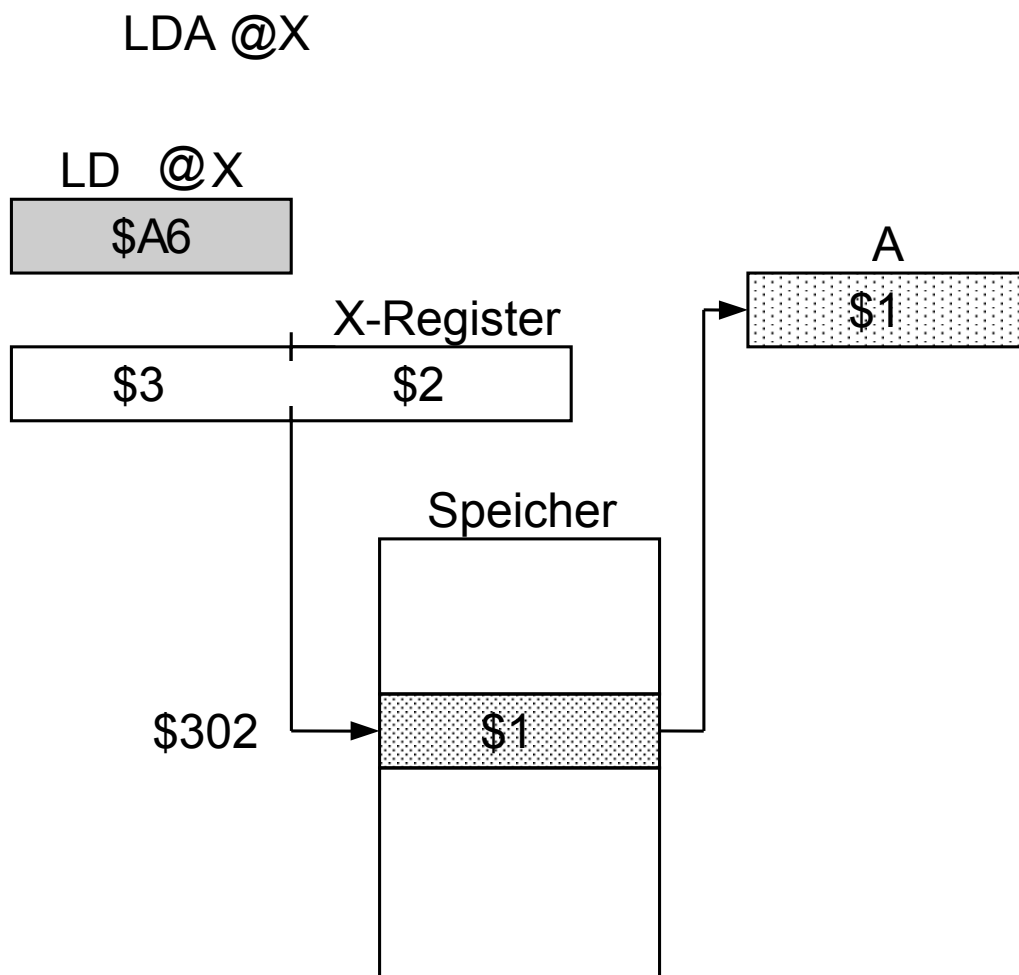 LDA @X
LD @X
$A6
A
$1
X-Register
$3 $2
Speicher
$302 $1